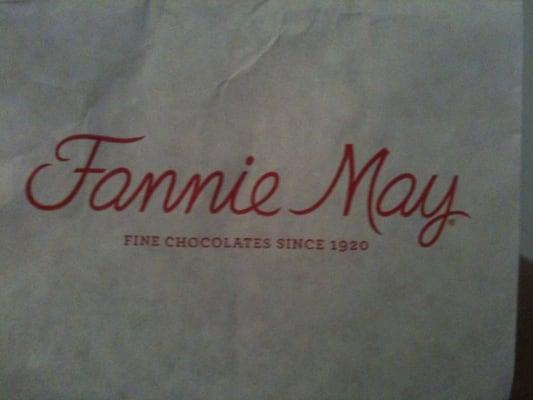 Fannie May®
FINE CHOCOLATES SINCE 1920